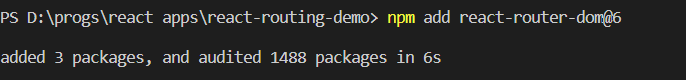 PS D:\progs\react apps\react-routing-demo> npm add react-router-dom@6
added 3 packages, and audited 1488 packages in 6s